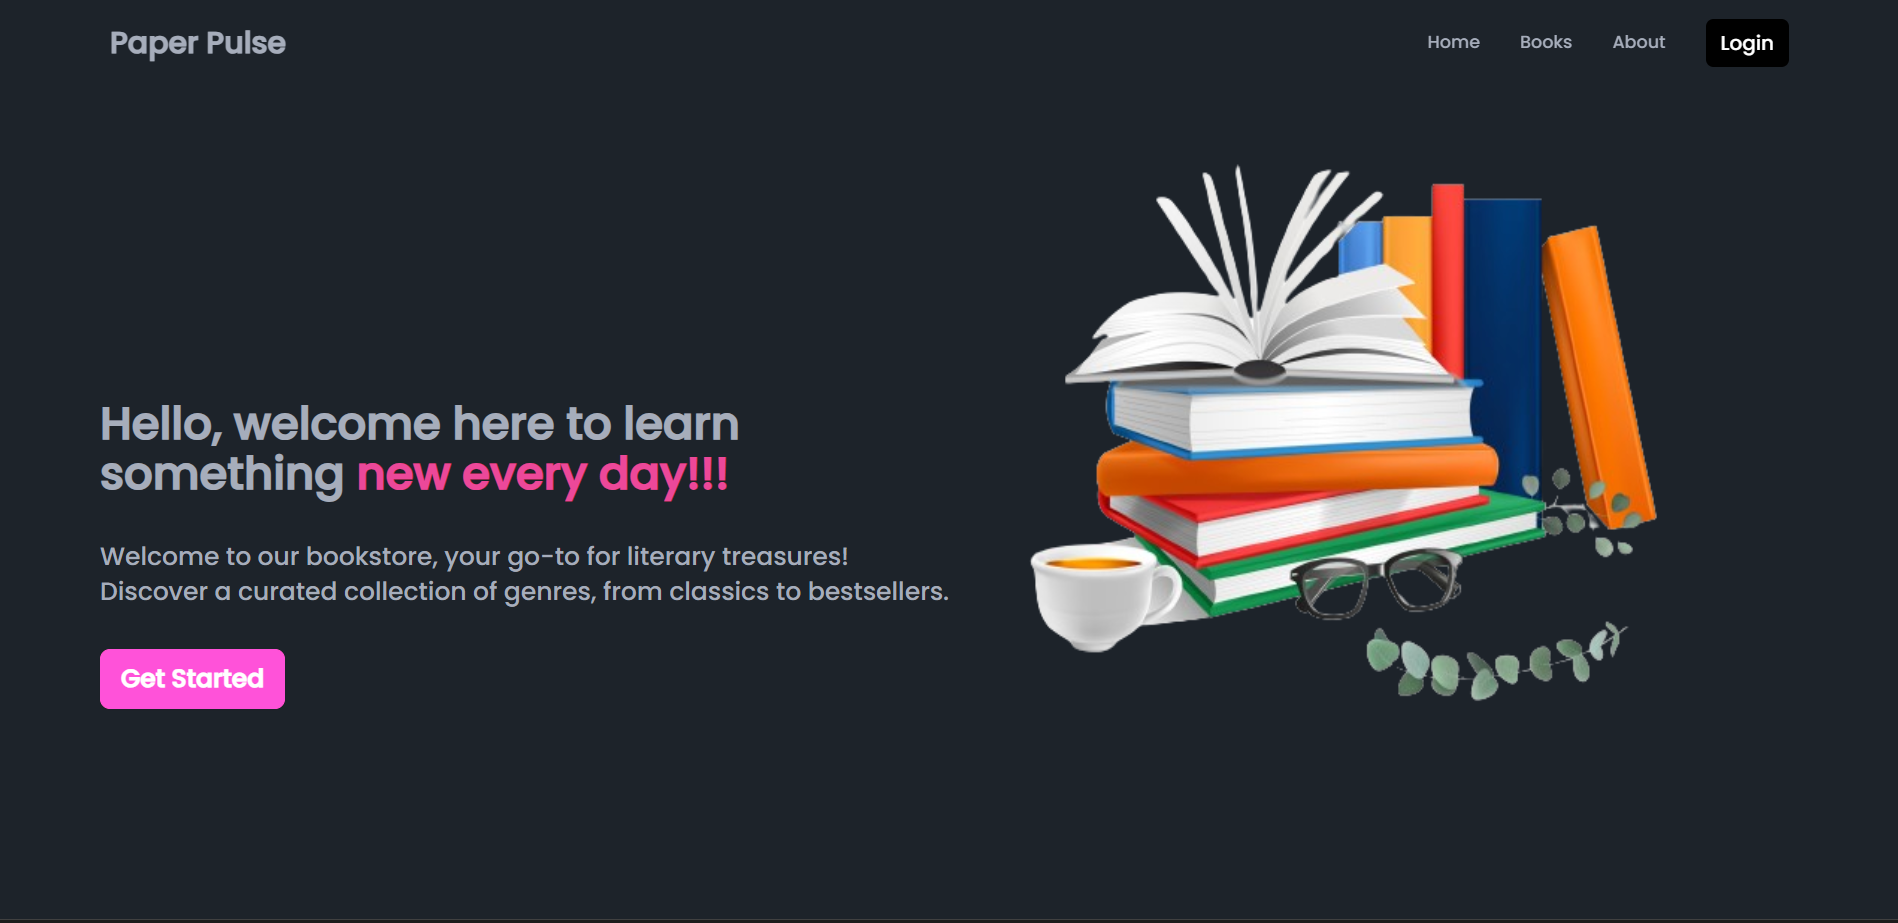 Paper Pulse
Home
Books
About
Login
Hello, welcome here to learn
something new every day!!!
Welcome to our bookstore, your go-to for literary treasures!
Discover a curated collection of genres, from classics to bestsellers.
Get Started